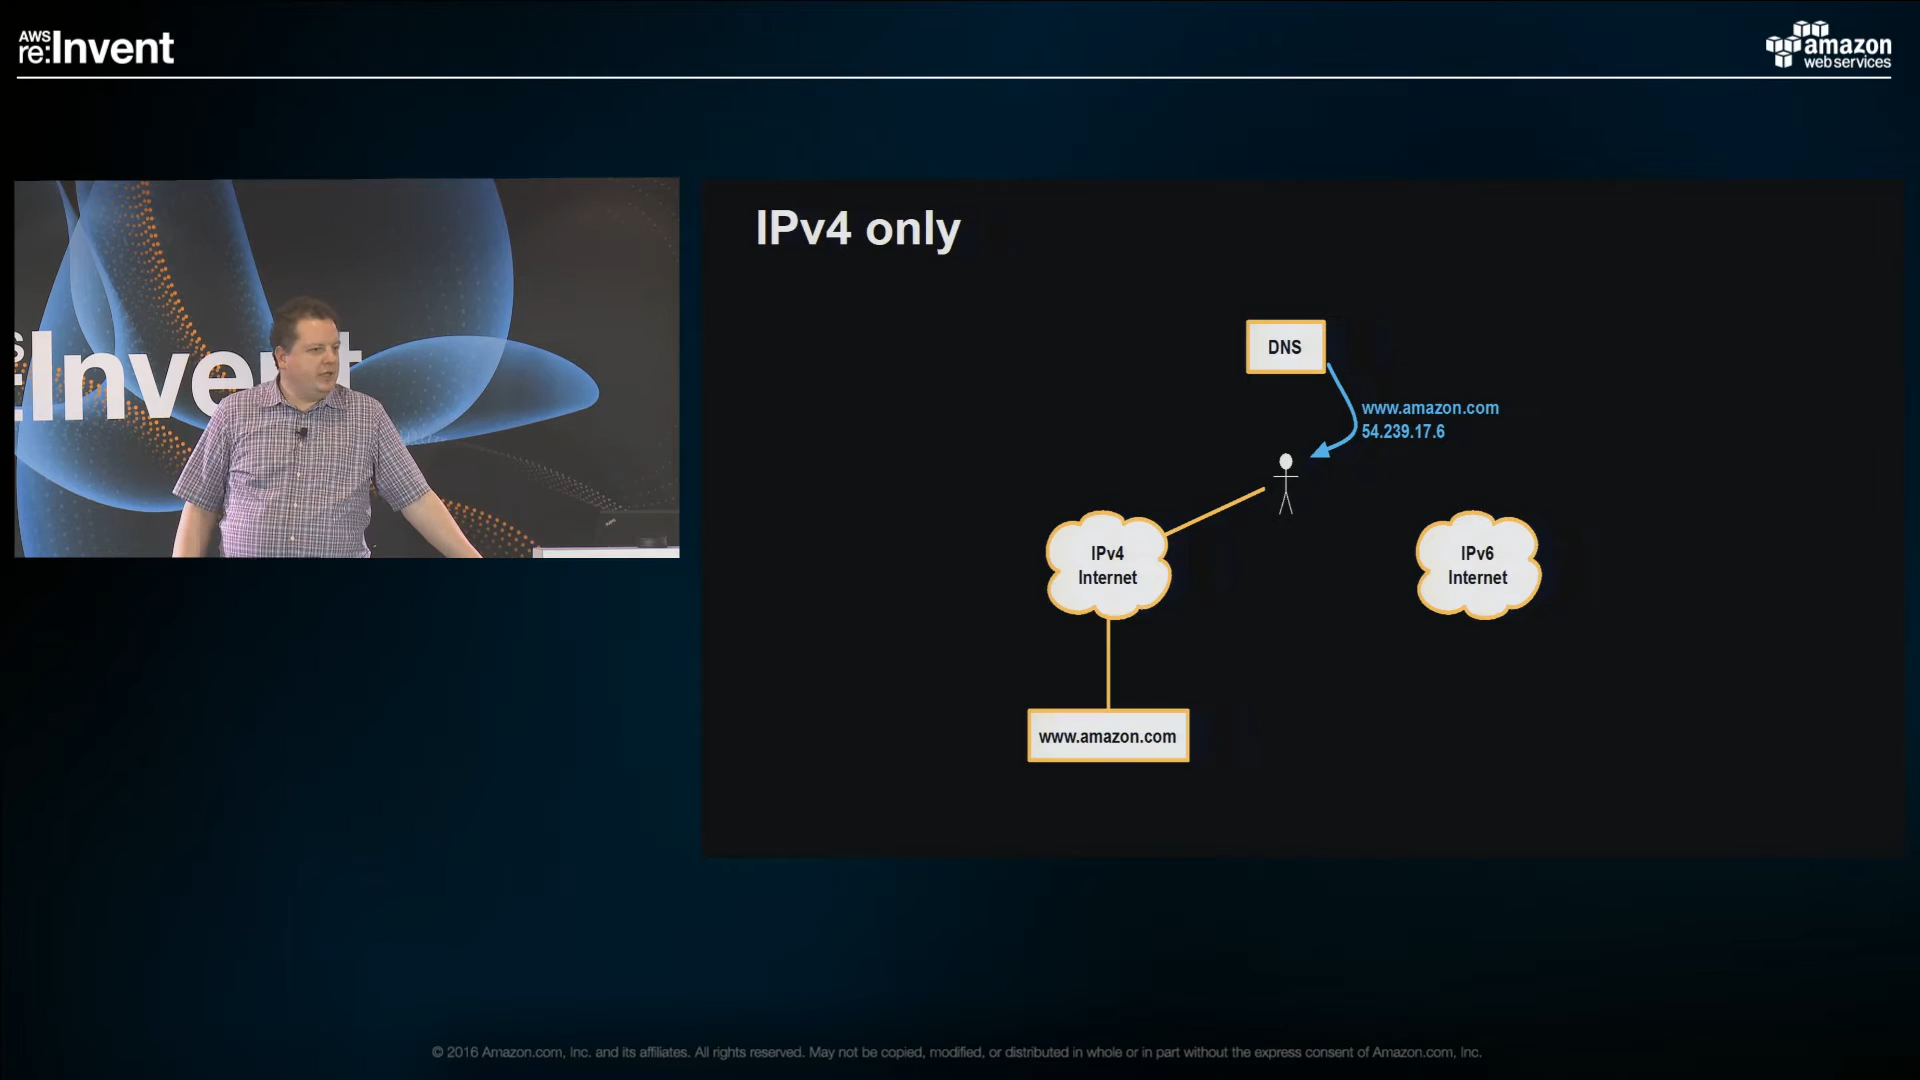 AWS
re:Invent
amazon
web services
S
:Invent
IPv4 only
DNS
www.amazon.com
54.239.17.6
IPv4
Internet
IPv6
Internet
www.amazon.com
© 2016 Amazon.com, Inc. and its affiliates. All rights reserved. May not be copied, modified, or distributed in whole or in part without the express consent of Amazon.com, Inc.